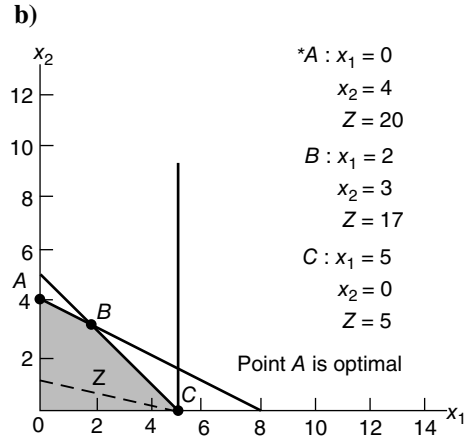 b)
x2
12
10
8
6
A
4
B
2
Z
C
0 2 4 6 8 10 12 14 x1
*A : x1 = 0
x2 = 4
Z = 20
B : x1 = 2
x2 = 3
Z = 17
C : x1 = 5
x2 = 0
Z = 5
Point A is optimal